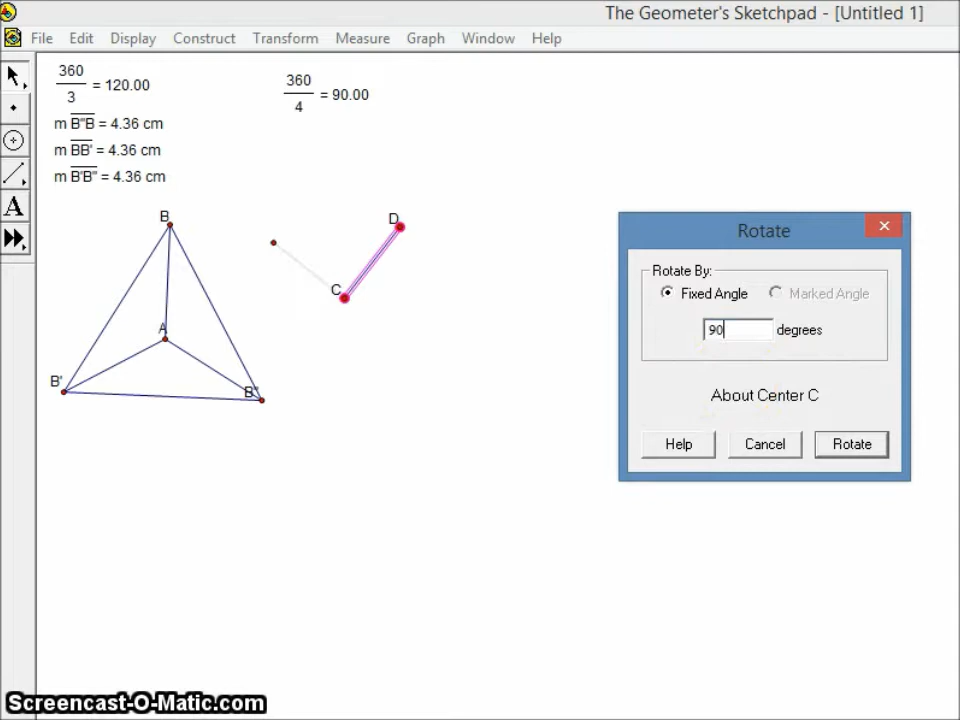 The Geometer's Sketchpad - [Untitled 1]
File Edit Display Construct Transform Measure Graph Window Help
360
3
= 120.00
360
4
= 90.00
m B"B = 4.36 cm
m BB' = 4.36 cm
m B'B" = 4.36 cm
A
B
D
C
A
B'
B"
Rotate
Rotate By:
Fixed Angle
Marked Angle
90 degrees
About Center C
Help Cancel Rotate
Screencast-O-Matic.com